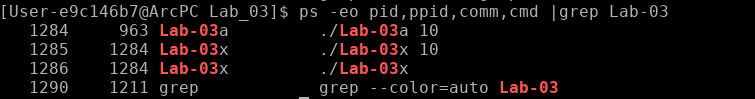 [User-e9c146b7@ArcPC Lab_03]$ ps -eo pid,ppid,comm,cmd |grep Lab-03
1284 963 Lab-03a ./Lab-03a 10
1285 1284 Lab-03x ./Lab-03x 10
1286 1284 Lab-03x ./Lab-03x
1290 1211 grep grep --color=auto Lab-03